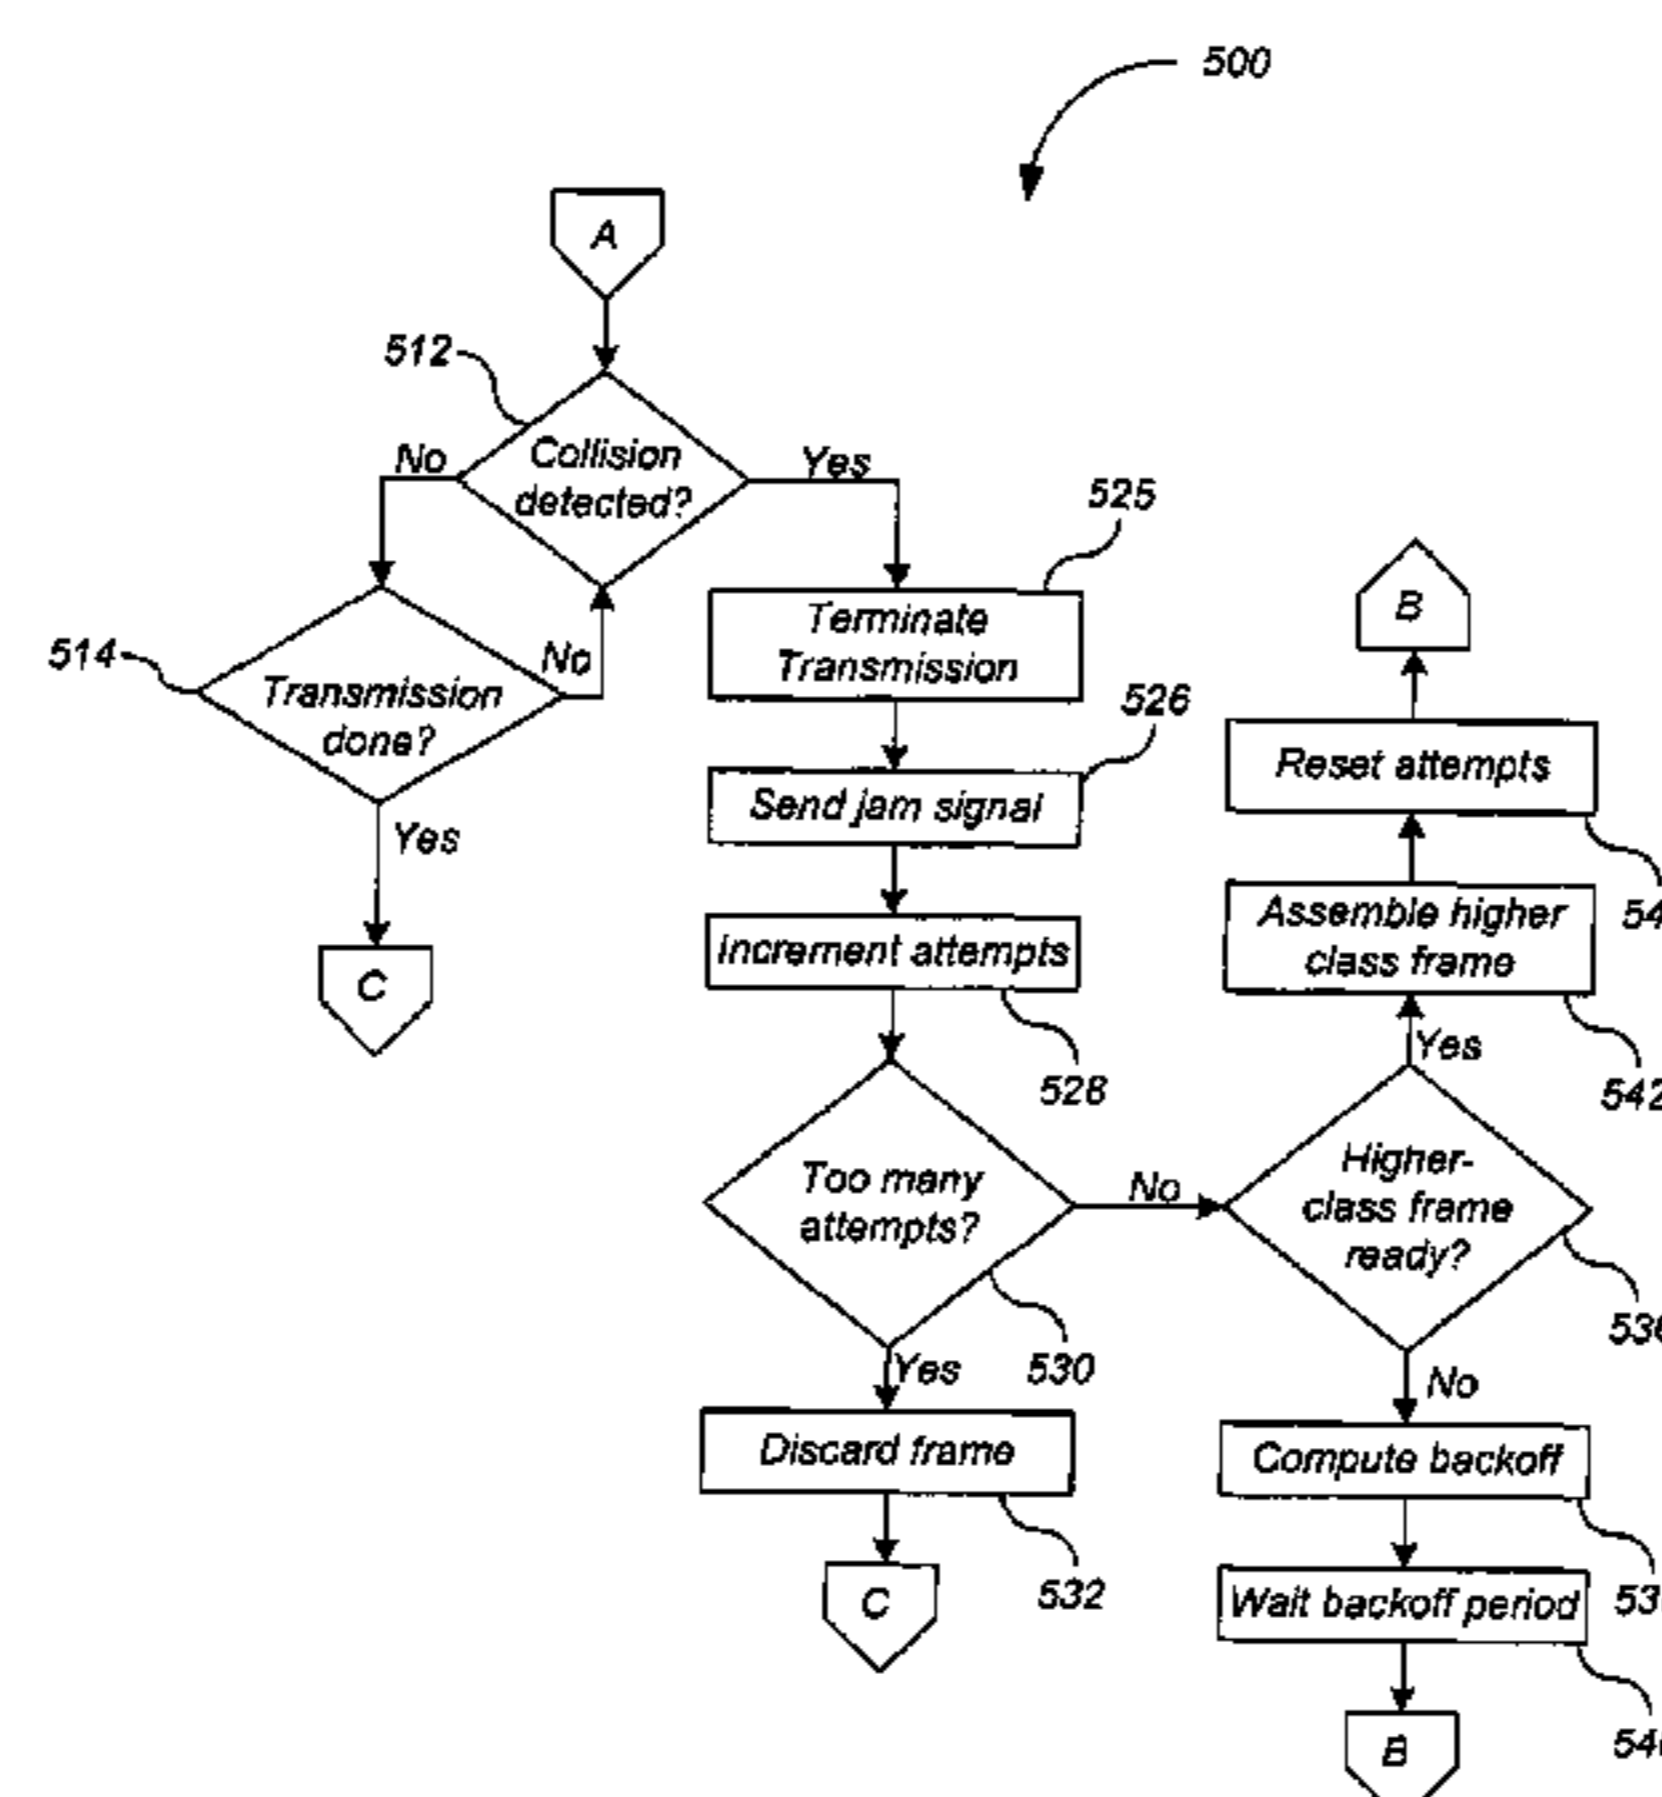 500
A
512
No
Collision
detected?
Yes
525
Terminate
Transmission
B
514
No
Transmission
done?
526
Yes
Send jam signal
Reset attempts
Increment attempts
Assemble higher
class frame
C
528
Yes
542
Too many
attempts?
No
Higher-
class frame
ready?
Yes
530
No
Discard frame
Compute backoff
532
Wait backoff period
C
B